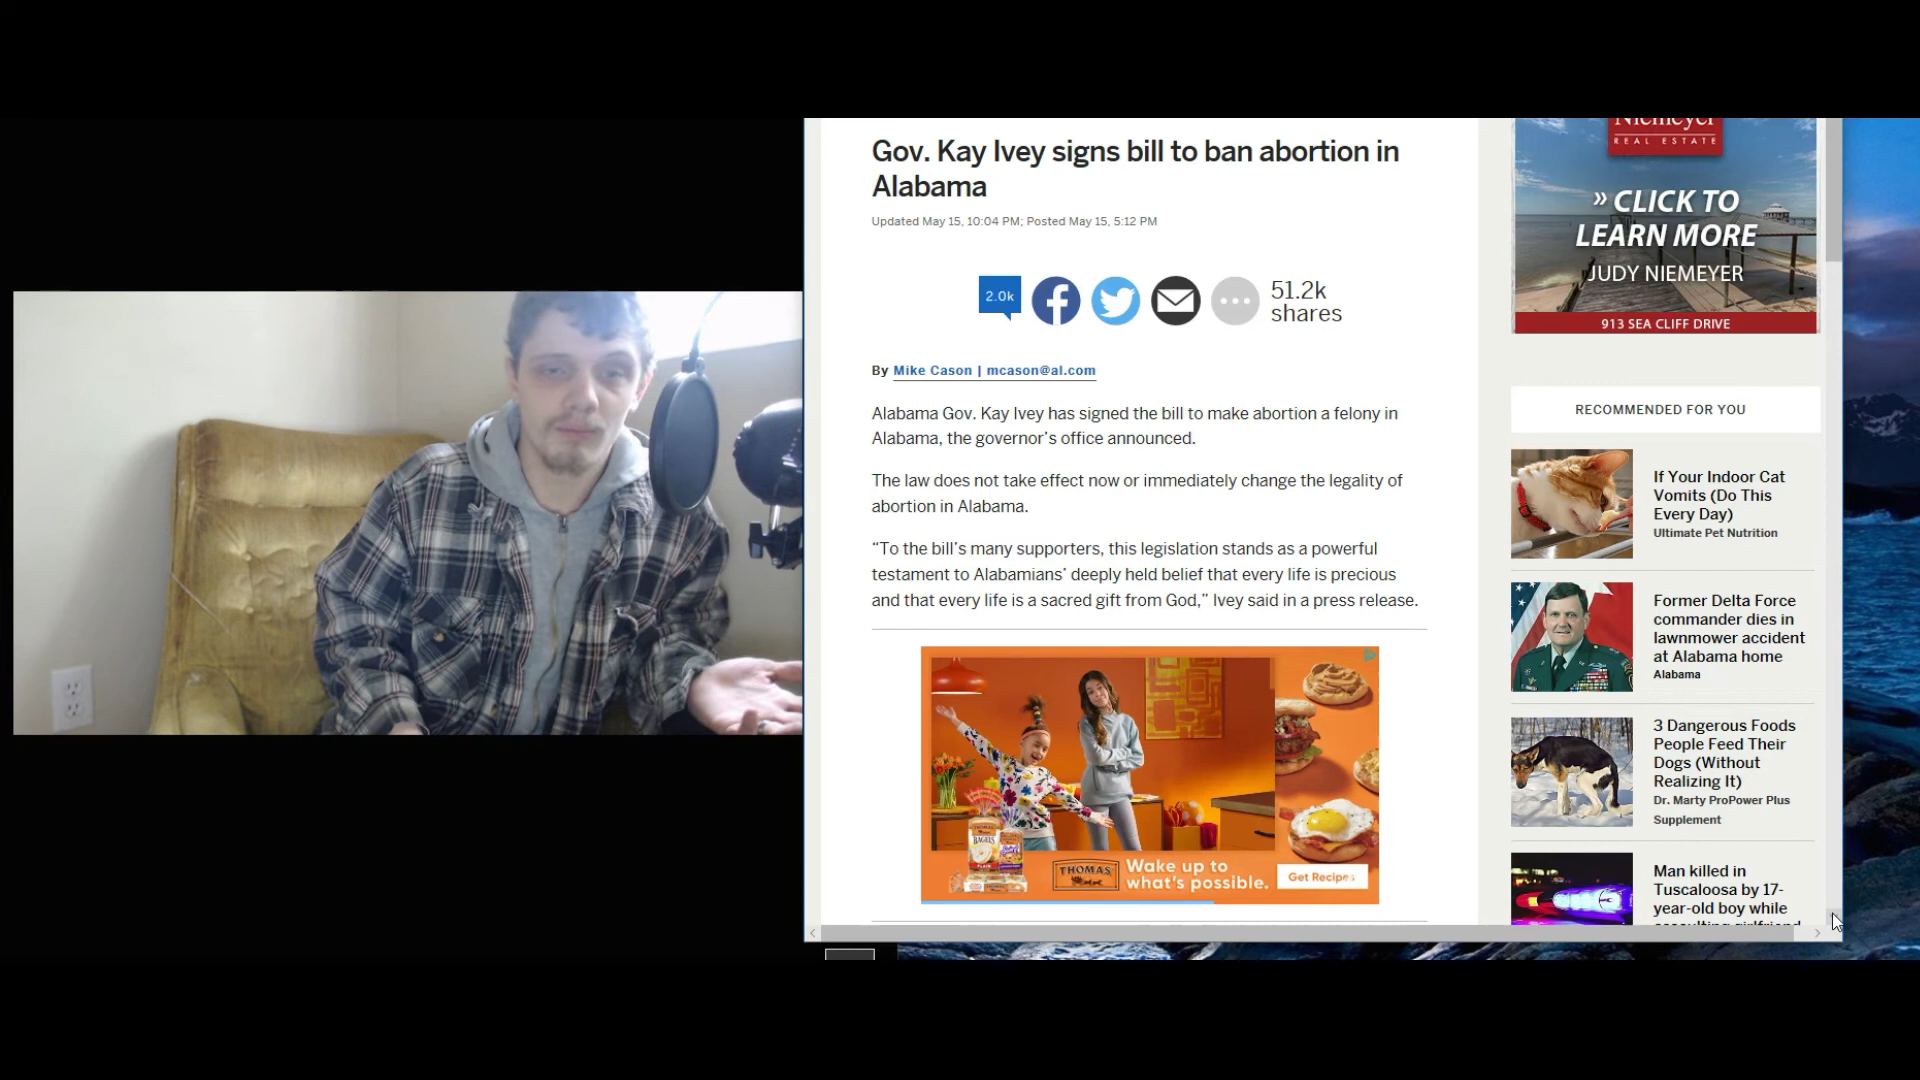 Gov. Kay Ivey signs bill to ban abortion in
Alabama
Updated May 15, 10:04 PM; Posted May 15, 5:12 PM
2.0k
51.2k
shares
By Mike Cason | mcason@al.com
Alabama Gov. Kay Ivey has signed the bill to make abortion a felony in
Alabama, the governor’s office announced.
The law does not take effect now or immediately change the legality of
abortion in Alabama.
“To the bill’s many supporters, this legislation stands as a powerful
testament to Alabamians’ deeply held belief that every life is precious
and that every life is a sacred gift from God,” Ivey said in a press release.
THOMAS
BAGELS
THOMAS
Wake up to
what's possible.
Get Recipes
Niemeyer
REAL ESTATE
» CLICK TO
LEARN MORE
JUDY NIEMEYER
913 SEA CLIFF DRIVE
RECOMMENDED FOR YOU
If Your Indoor Cat
Vomits (Do This
Every Day)
Ultimate Pet Nutrition
Former Delta Force
commander dies in
lawnmower accident
at Alabama home
Alabama
3 Dangerous Foods
People Feed Their
Dogs (Without
Realizing It)
Dr. Marty ProPower Plus
Supplement
Man killed in
Tuscaloosa by 17-
year-old boy while